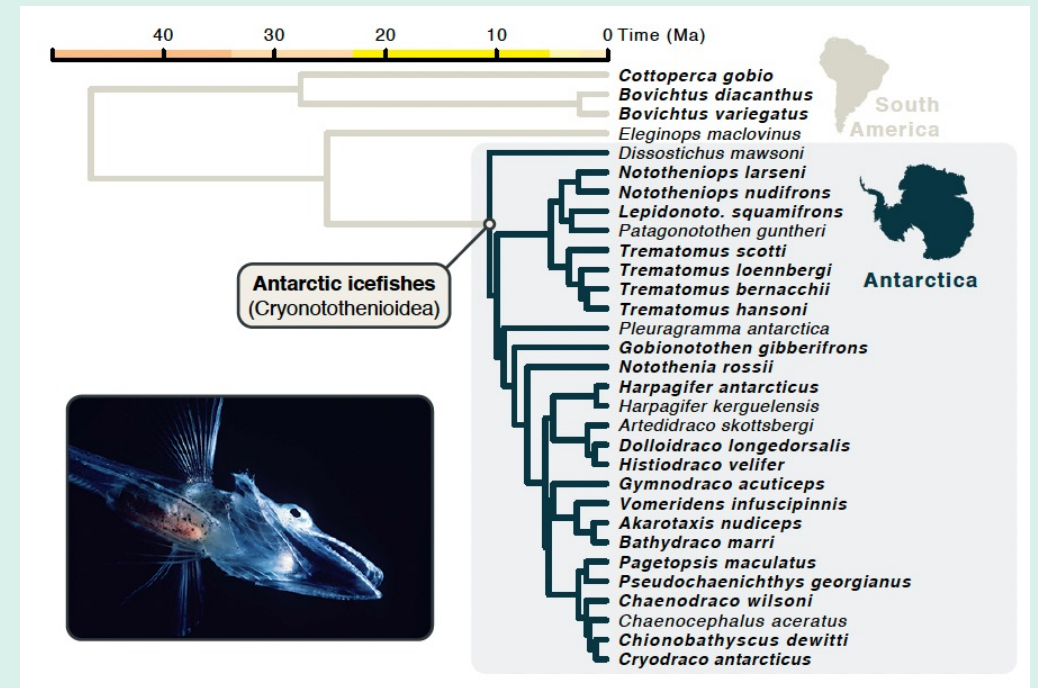 40 30 20 10 0 Time (Ma)
Cottoperca gobio
Bovichtus diacanthus
Bovichtus variegatus
South
America
Eleginops maclovinus
Dissostichus mawsoni
Nototheniops larseni
Nototheniops nudifrons
Lepidonoto. squamifrons
Patagonotothen guntheri
Trematomus scotti
Trematomus loennbergi
Trematomus bernacchii
Trematomus hansoni
Antarctica
Antarctic icefishes
(Cryonotothenioidea)
Pleuragramma antarctica
Gobionotothen gibberifrons
Notothenia rossii
Harpagifer antarcticus
Harpagifer kerguelensis
Artedidraco skottsbergi
Dolloidraco longedorsalis
Histiodraco velifer
Gymnodraco acuticeps
Vomeridens infuscipinnis
Akarotaxis nudiceps
Bathydraco marri
Pagetopsis maculatus
Pseudochaenichthys georgianus
Chaenodraco wilsoni
Chaenocephalus aceratus
Chionobathyscus dewitti
Cryodraco antarcticus